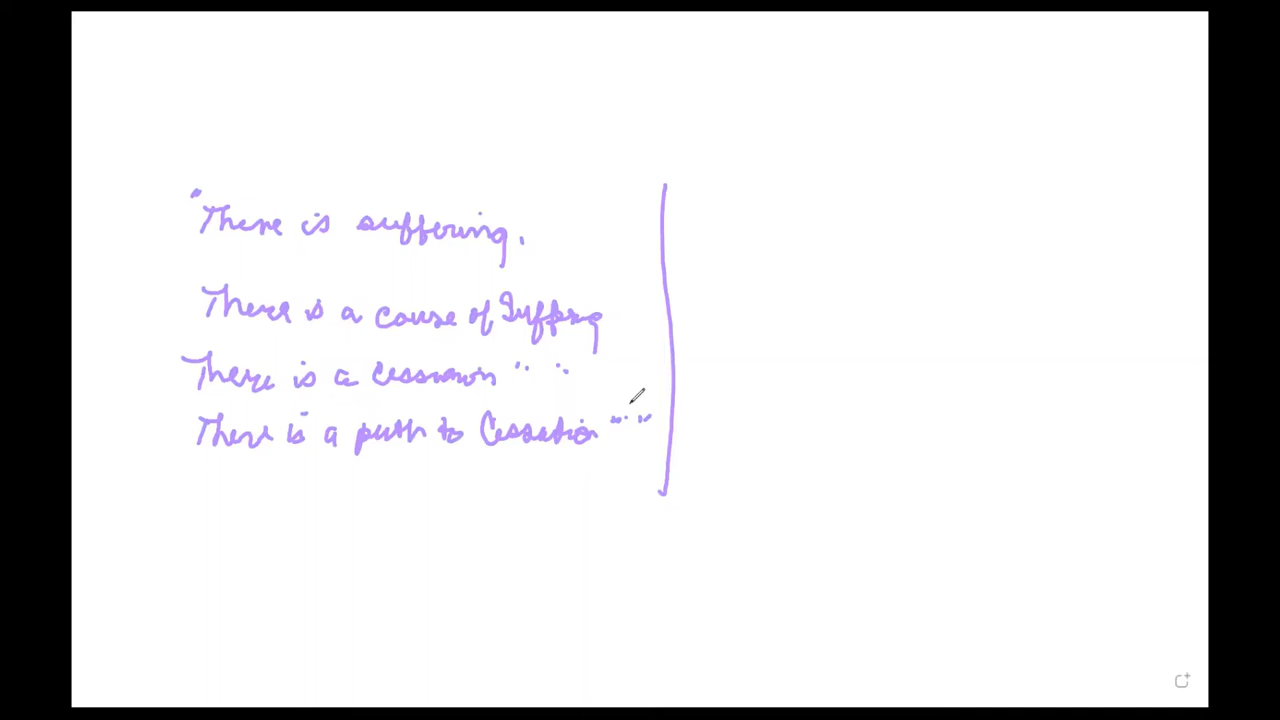 "There is suffering.
There is a cause of Suffering
There is a cessation " "
There is a path to Cessation " " "